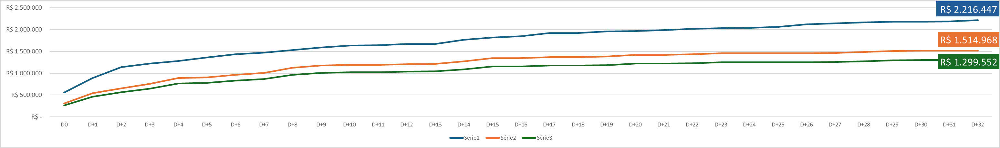 R$ 2.500.000
R$ 2.216.447
R$ 2.000.000
R$ 1.514.968
R$ 1.500.000
R$ 1.299.552
R$ 1.000.000
R$ 500.000
R$ -
D0 D+1 D+2 D+3 D+4 D+5 D+6 D+7 D+8 D+9 D+10 D+11 D+12 D+13 D+14 D+15 D+16 D+17 D+18 D+19 D+20 D+21 D+22 D+23 D+24 D+25 D+26 D+27 D+28 D+29 D+30 D+31 D+32
Série1 Série2 Série3